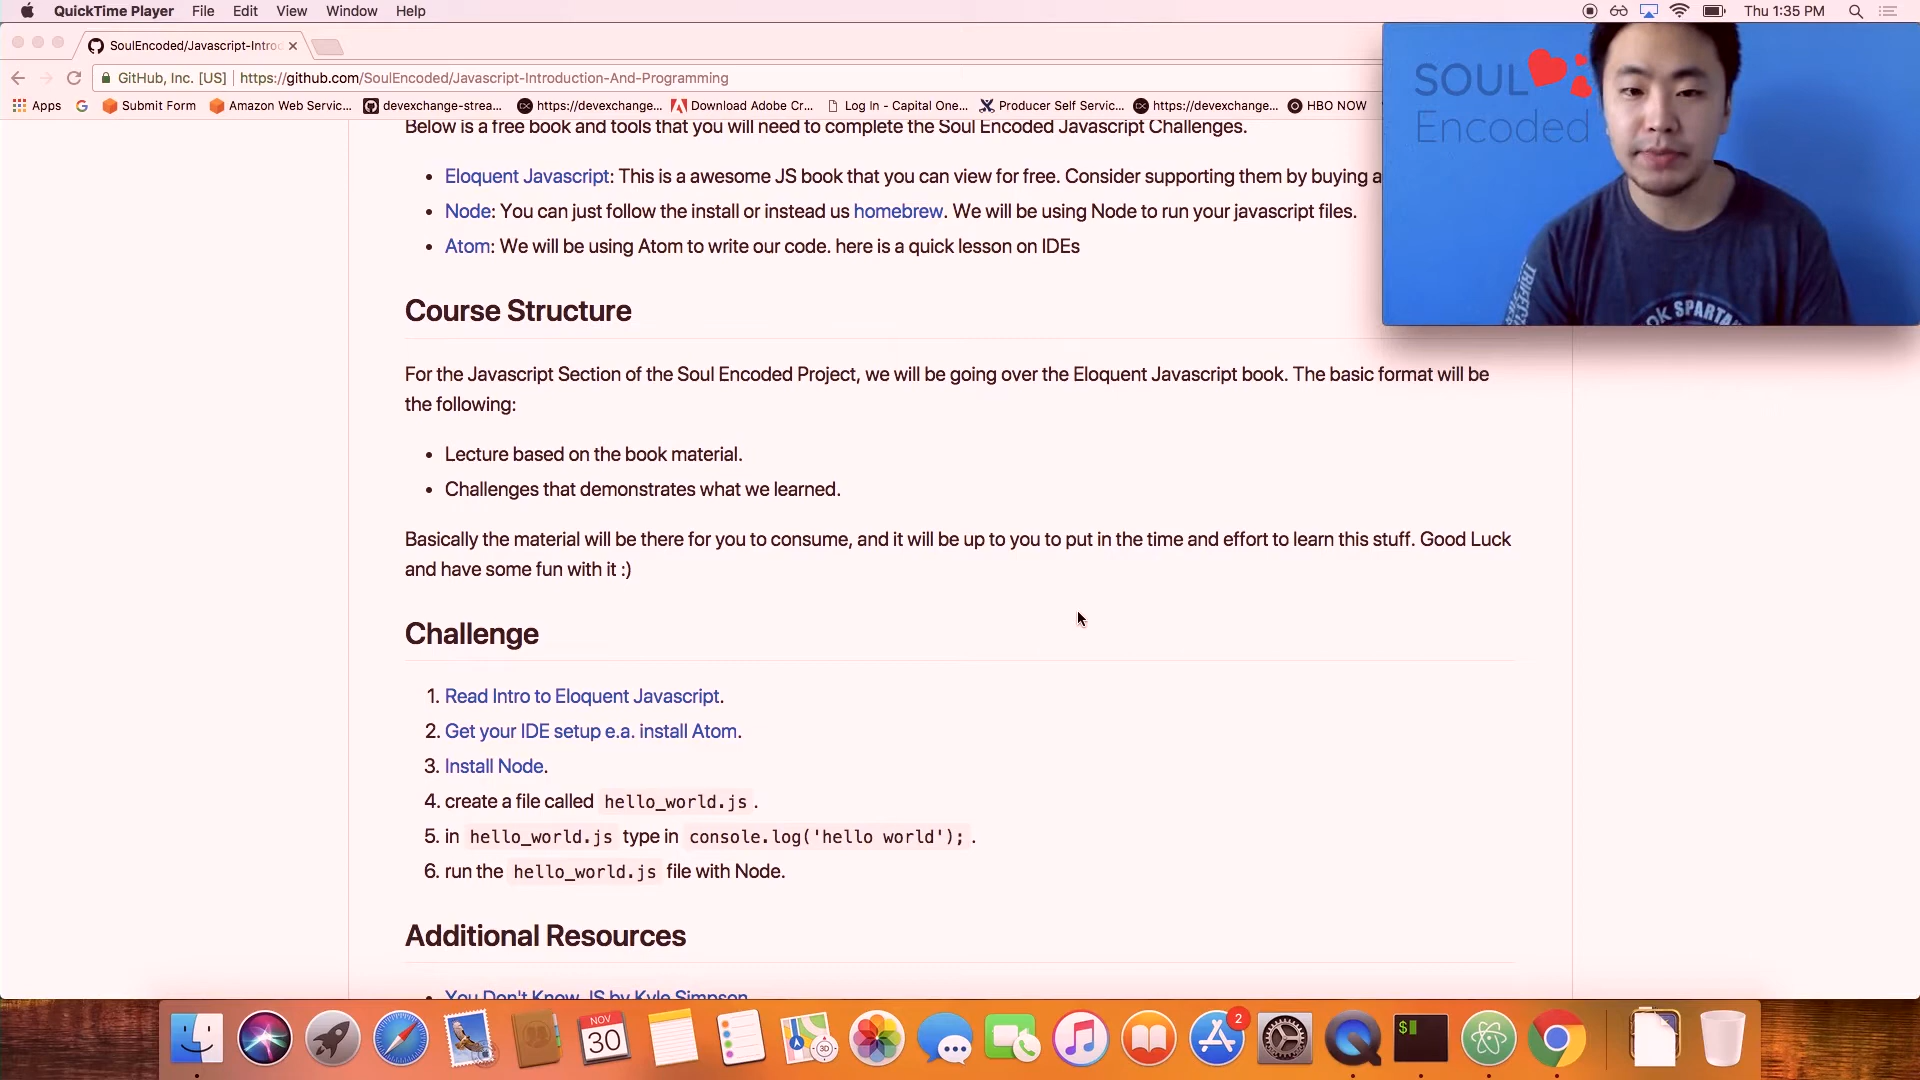 QuickTime Player File Edit View Window Help Thu 1:35 PM
SoulEncoded/Javascript-Introd
GitHub, Inc. [US] https://github.com/SoulEncoded/Javascript-Introduction-And-Programming
Apps Submit Form Amazon Web Servic... devexchange-strea... https://devexchange... Download Adobe Cr... Log In - Capital One... Producer Self Servic... https://devexchange... HBO NOW
SOUL
Encoded
Below is a free book and tools that you will need to complete the Soul Encoded Javascript Challenges.
• Eloquent Javascript: This is a awesome JS book that you can view for free. Consider supporting them by buying a
• Node: You can just follow the install or instead us homebrew. We will be using Node to run your javascript files.
• Atom: We will be using Atom to write our code. here is a quick lesson on IDEs
OK SPARTA
Course Structure
For the Javascript Section of the Soul Encoded Project, we will be going over the Eloquent Javascript book. The basic format will be
the following:
• Lecture based on the book material.
• Challenges that demonstrates what we learned.
Basically the material will be there for you to consume, and it will be up to you to put in the time and effort to learn this stuff. Good Luck
and have some fun with it :)
Challenge
1. Read Intro to Eloquent Javascript.
2. Get your IDE setup e.a. install Atom.
3. Install Node.
4. create a file called hello_world.js .
5. in hello_world.js type in console.log('hello world'); .
6. run the hello_world.js file with Node.
Additional Resources
• You Don't Know JS by Kyle Simpson
NOV
30
2
$